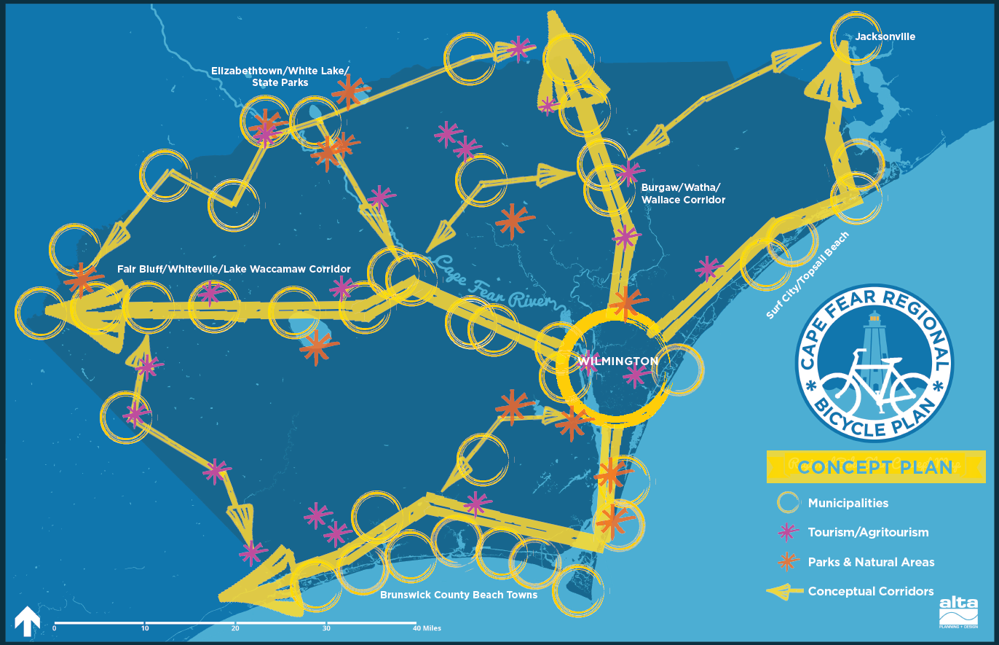 Jacksonville
Elizabethtown/White Lake/
State Parks
Burgaw/Watha/
Wallace Corridor
Fair Bluff/Whiteville/Lake Waccamaw Corridor
Cape Fear River
Surf City/Topsail Beach
WILMINGTON
CAPE FEAR REGIONAL
* BICYCLE PLAN *
CONCEPT PLAN
Municipalities
Tourism/Agritourism
Parks & Natural Areas
Conceptual Corridors
Brunswick County Beach Towns
alta
PLANNING + DESIGN
0 10 20 30 40 Miles